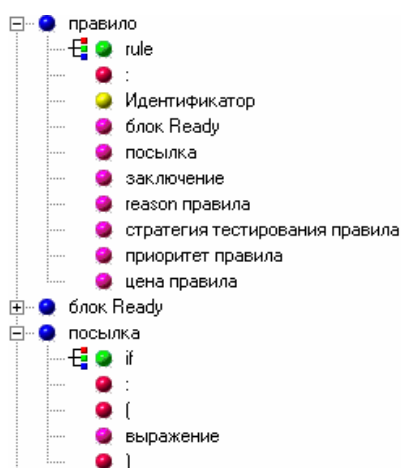 правило
rule
:
Идентификатор
блок Ready
посылка
заключение
reason правила
стратегия тестирования правила
приоритет правила
цена правила
блок Ready
посылка
if
:
(
выражение
)